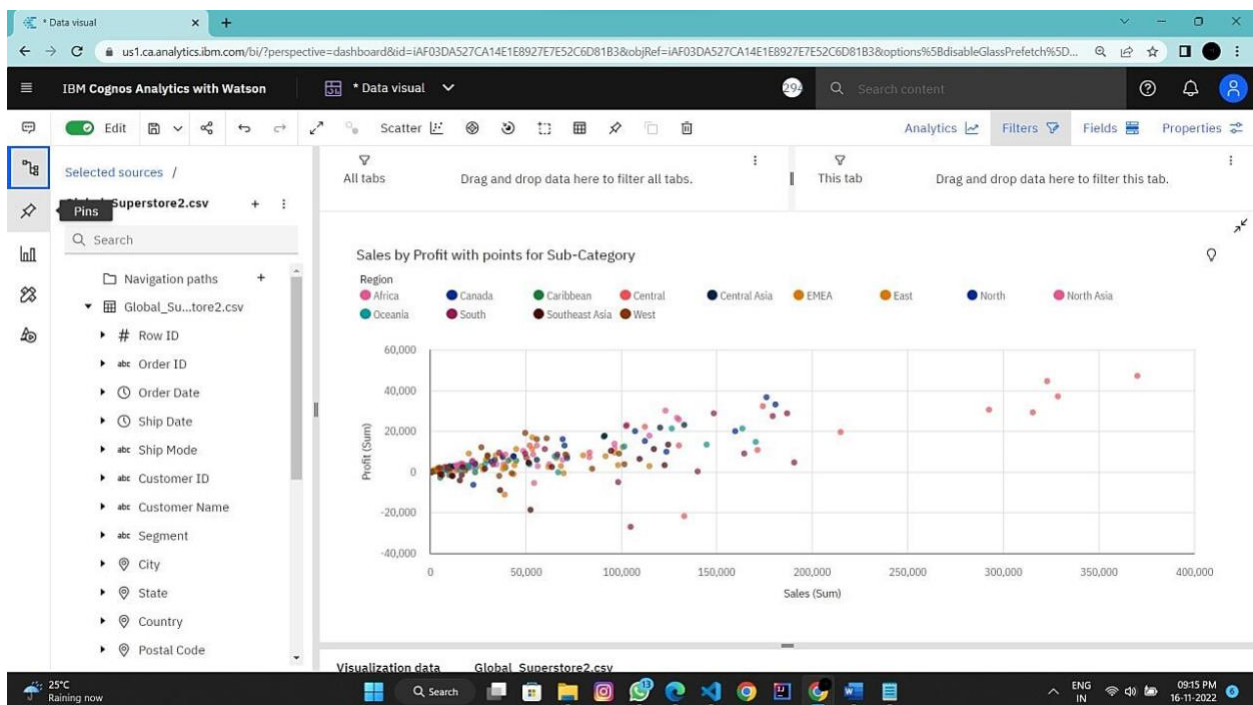 * Data visual
us1.ca.analytics.ibm.com/bi/?perspective=dashboard&id=iAF03DA527CA14E1E8927E7E52C6D81B3&objRef=iAF03DA527CA14E1E8927E7E52C6D81B3&options%5BdisableGlassPrefetch%5D...
IBM Cognos Analytics with Watson
* Data visual
294
Search content
Edit
Scatter
Analytics
Filters
Fields
Properties
Selected sources /
All tabs
Drag and drop data here to filter all tabs.
This tab
Drag and drop data here to filter this tab.
Superstore2.csv
Pins
Search
Navigation paths
Global_Su...tore2.csv
# Row ID
abc Order ID
Order Date
Ship Date
abc Ship Mode
abc Customer ID
abc Customer Name
abc Segment
City
State
Country
Postal Code
Sales by Profit with points for Sub-Category
Region
Africa Canada Caribbean Central Central Asia EMEA East North North Asia
Oceania South Southeast Asia West
Profit (Sum)
60,000
40,000
20,000
0
-20,000
-40,000
0 50,000 100,000 150,000 200,000 250,000 300,000 350,000 400,000
Sales (Sum)
Visualization data Global_Superstore2.csv
25°C
Raining now
Search
ENG
IN
09:15 PM
16-11-2022